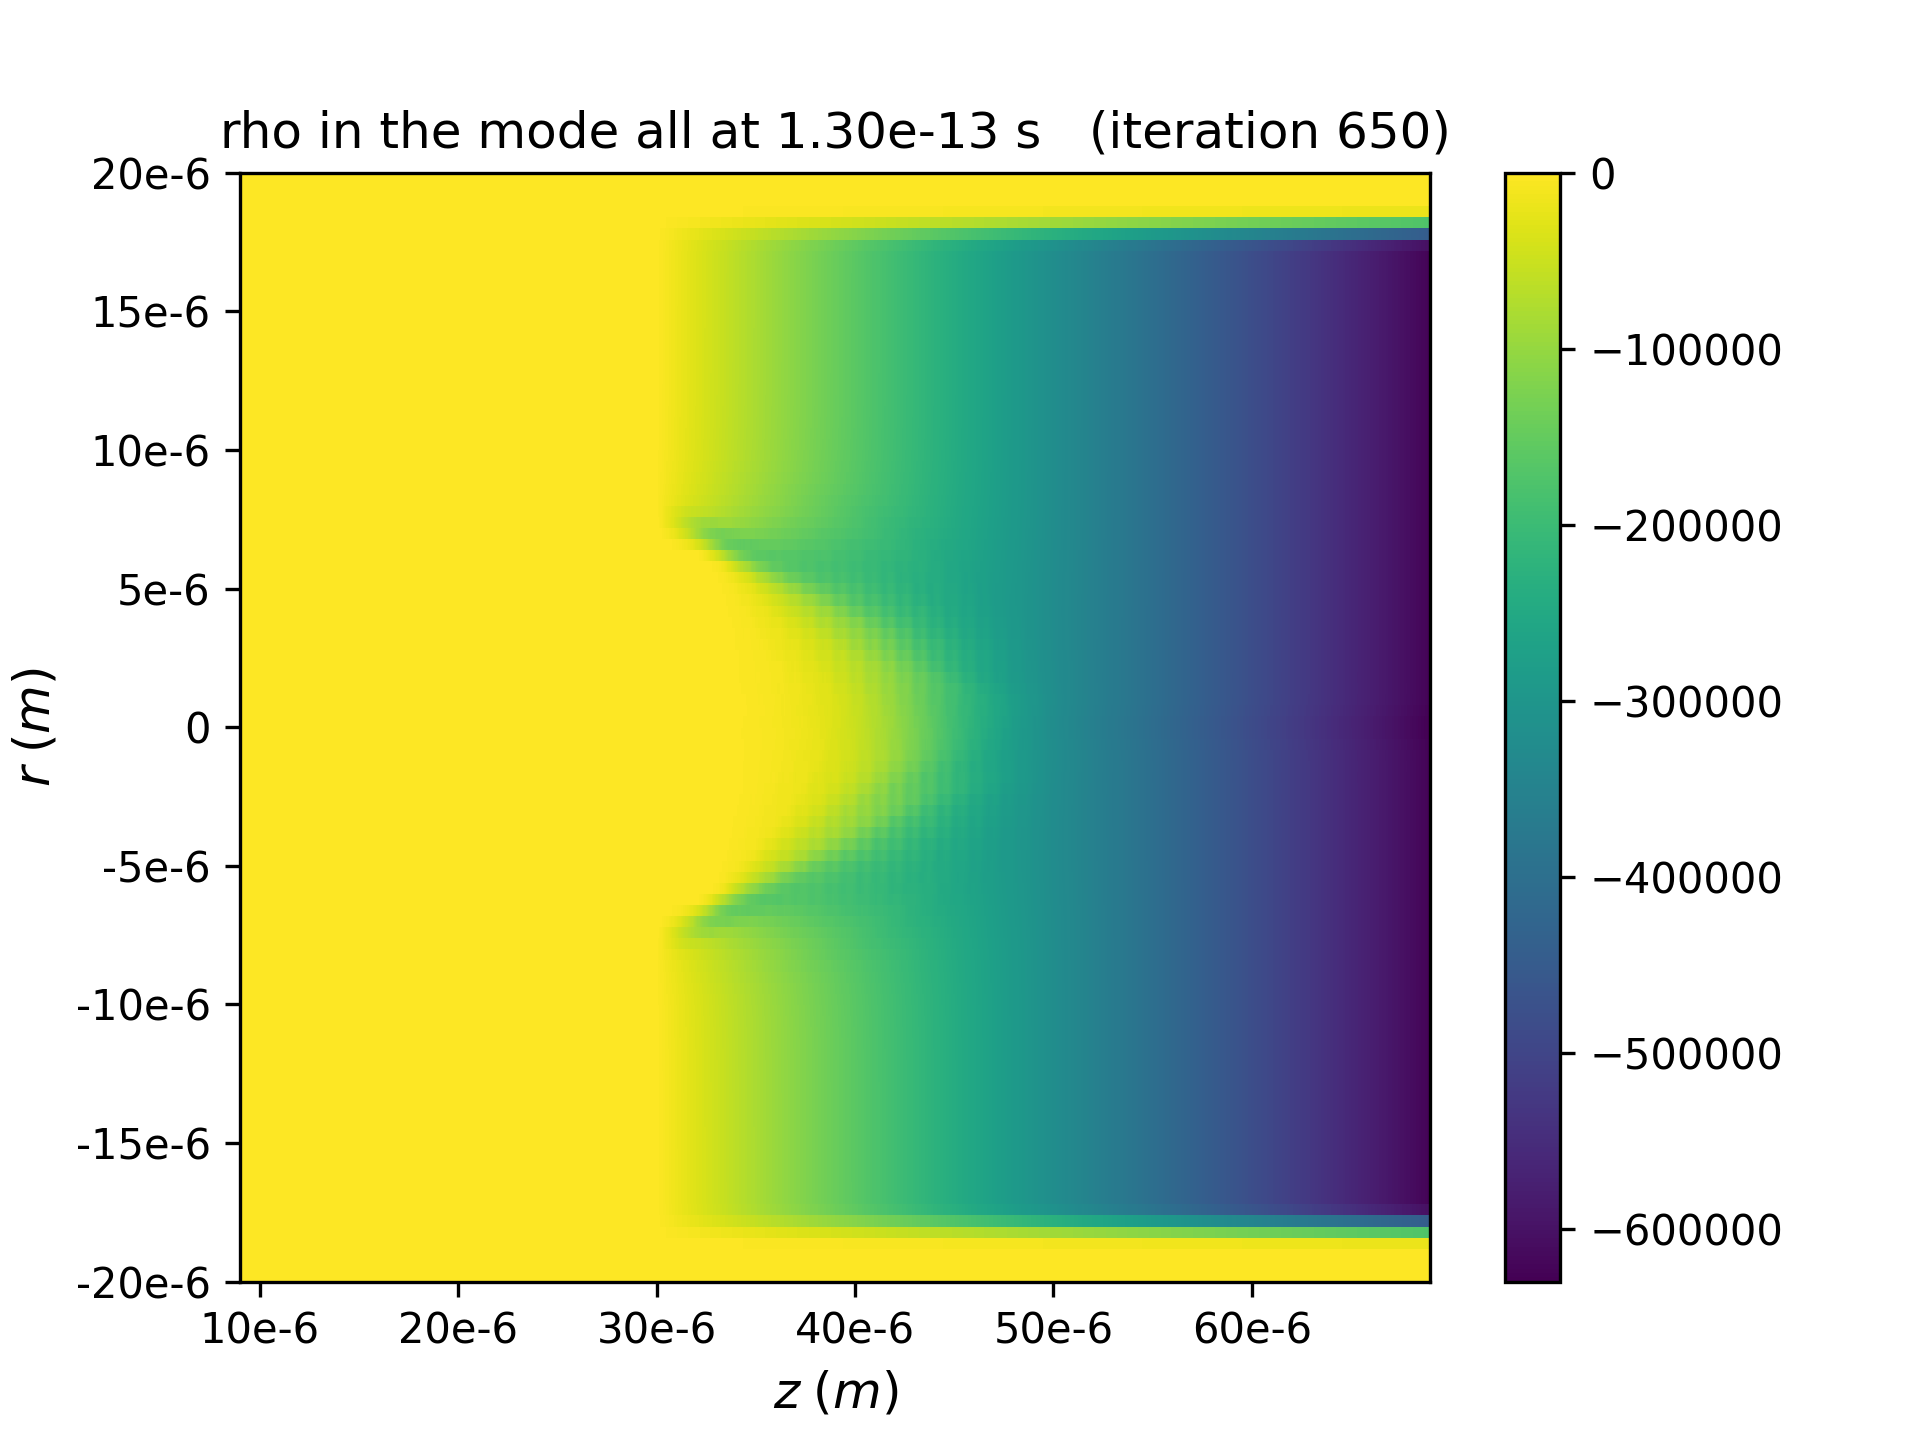 rho in the mode all at 1.30e-13 s (iteration 650)
20e-6
15e-6
10e-6
5e-6
0
-5e-6
-10e-6
-15e-6
-20e-6
r (m)
10e-6 20e-6 30e-6 40e-6 50e-6 60e-6
z (m)
0
−100000
−200000
−300000
−400000
−500000
−600000